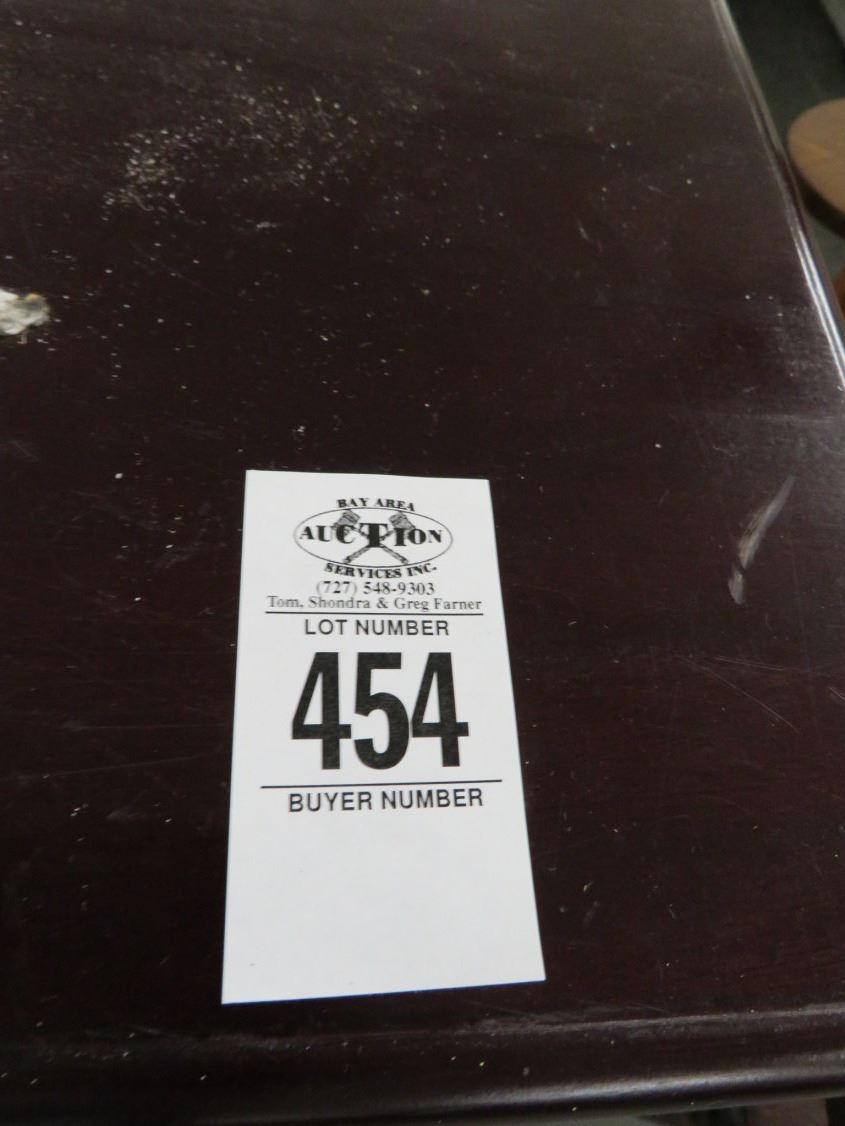 BAY AREA
AUCTION
SERVICES INC.
(727) 548-9303
Tom, Shondra & Greg Farner
LOT NUMBER
454
BUYER NUMBER